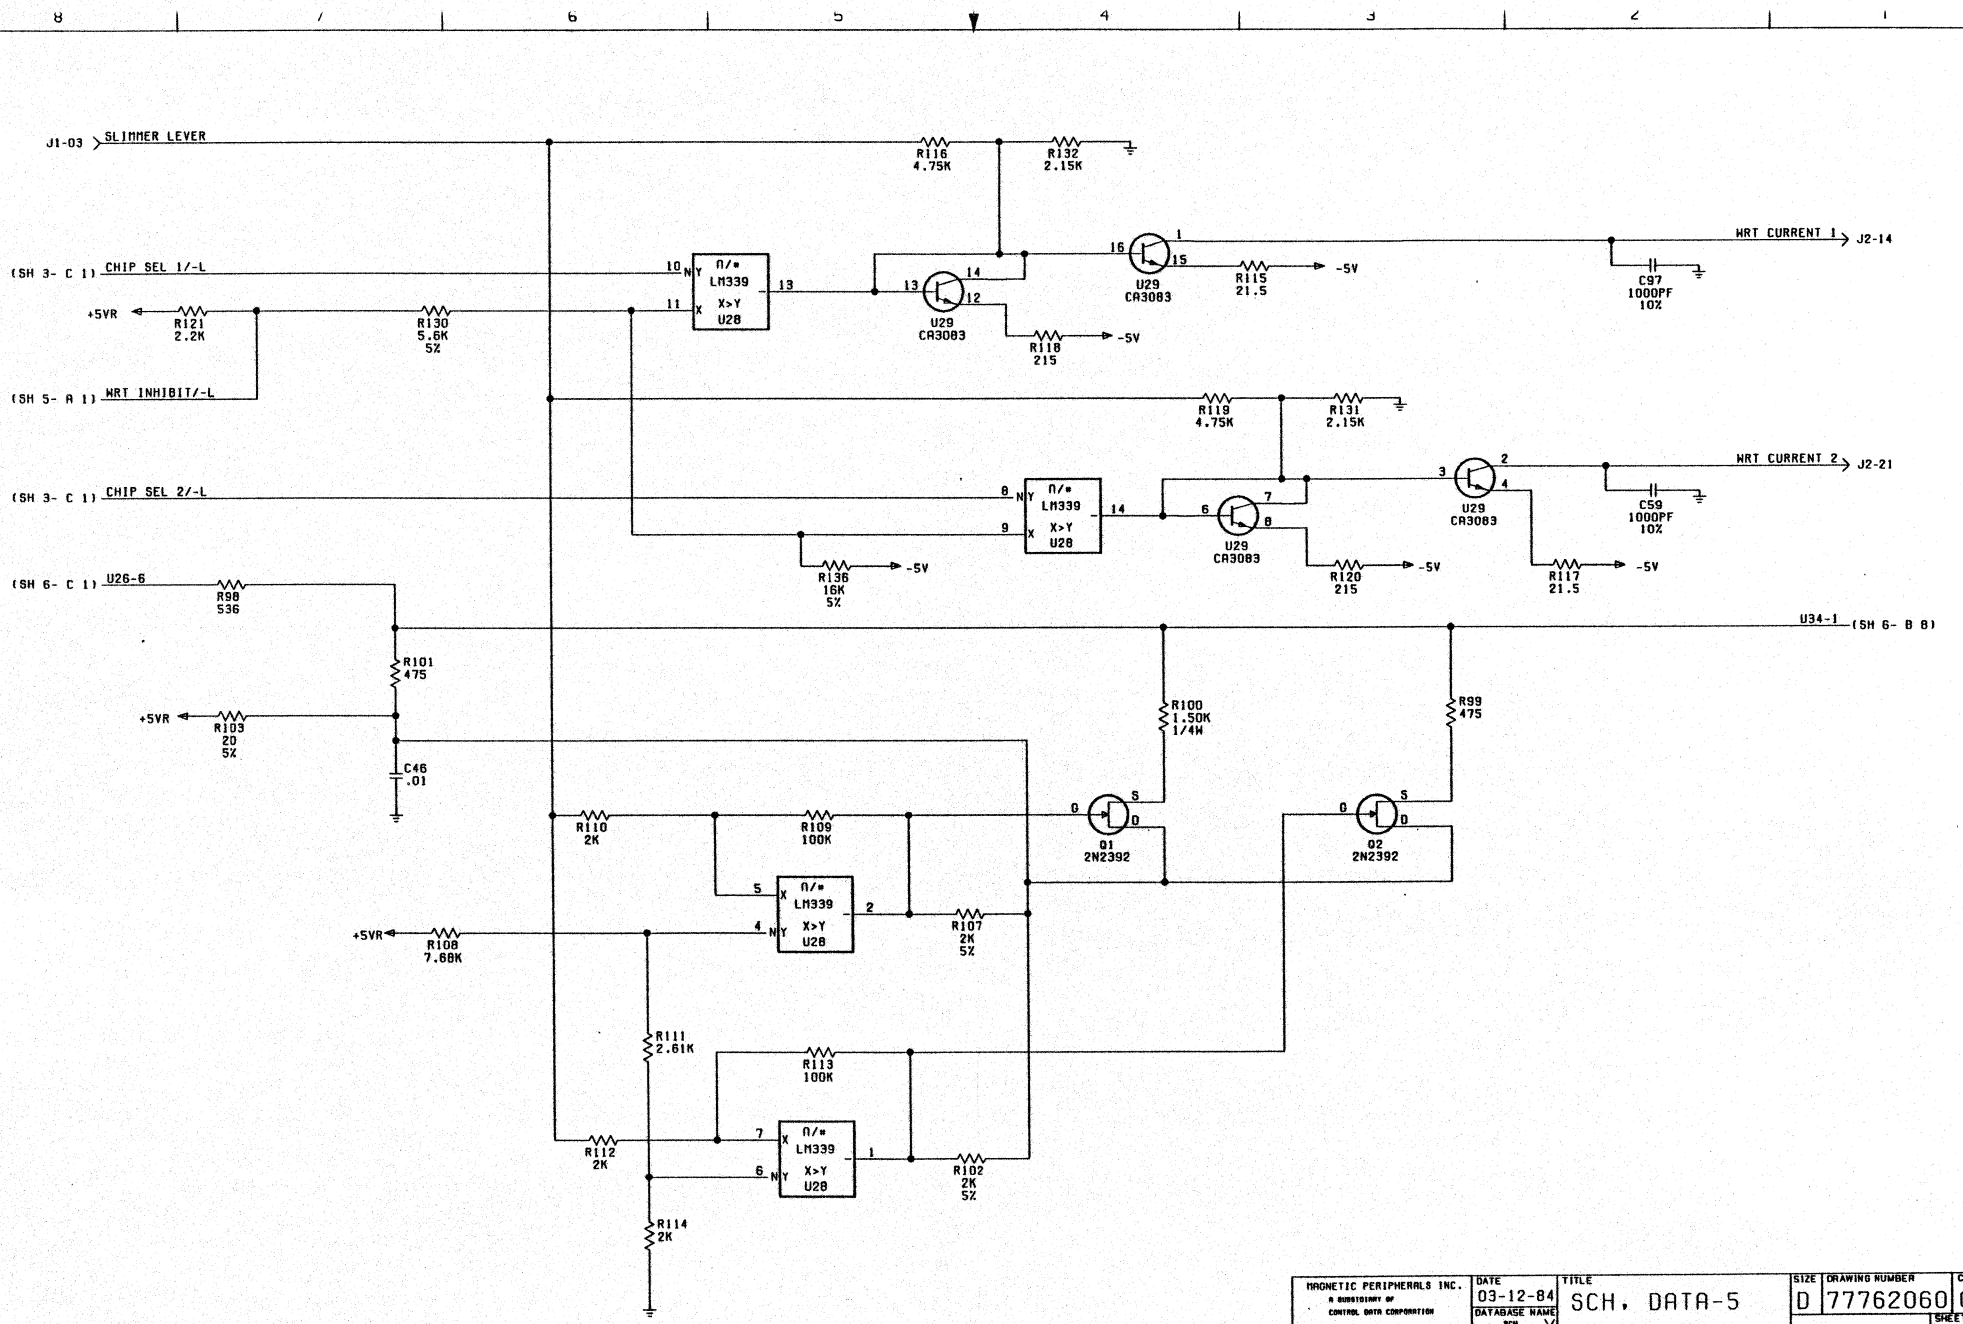 8 7 6 5 4 3 2 1
J1-03 SLIMMER LEVER
R116
4.75K
R132
2.15K
(SH 3- C 1) CHIP SEL 1/-L
10 N Y
11 X
∩/*
LM339
X>Y
U28
13
13
14
12
U29
CA3083
R118
215
-5V
16
1
15
U29
CA3083
R115
21.5
-5V
WRT CURRENT 1 J2-14
C97
1000PF
10%
+5VR
R121
2.2K
R130
5.6K
5%
(SH 5- A 1) WRT INHIBIT/-L
R119
4.75K
R131
2.15K
(SH 3- C 1) CHIP SEL 2/-L
8 N Y
9 X
∩/*
LM339
X>Y
U28
14
6
7
8
U29
CA3083
R120
215
-5V
3
2
4
U29
CA3083
R117
21.5
-5V
WRT CURRENT 2 J2-21
C59
1000PF
10%
R136
16K
5%
-5V
(SH 6- C 1) U26-6
R98
536
U34-1 (SH 6- B 8)
R101
475
+5VR
R103
20
5%
C46
.01
R100
1.50K
1/4W
R99
475
R110
2K
R109
100K
G
S
D
Q1
2N2392
G
S
D
Q2
2N2392
5 X
4 N Y
∩/*
LM339
X>Y
U28
2
R107
2K
5%
+5VR
R108
7.68K
R111
2.61K
R113
100K
R112
2K
7 X
6 N Y
∩/*
LM339
X>Y
U28
1
R102
2K
5%
R114
2K
MAGNETIC PERIPHERALS INC.
A SUBSIDIARY OF
CONTROL DATA CORPORATION
DATE
03-12-84
DATABASE NAME
TITLE
SCH, DATA-5
SIZE
D
DRAWING NUMBER
77762060
SHEET